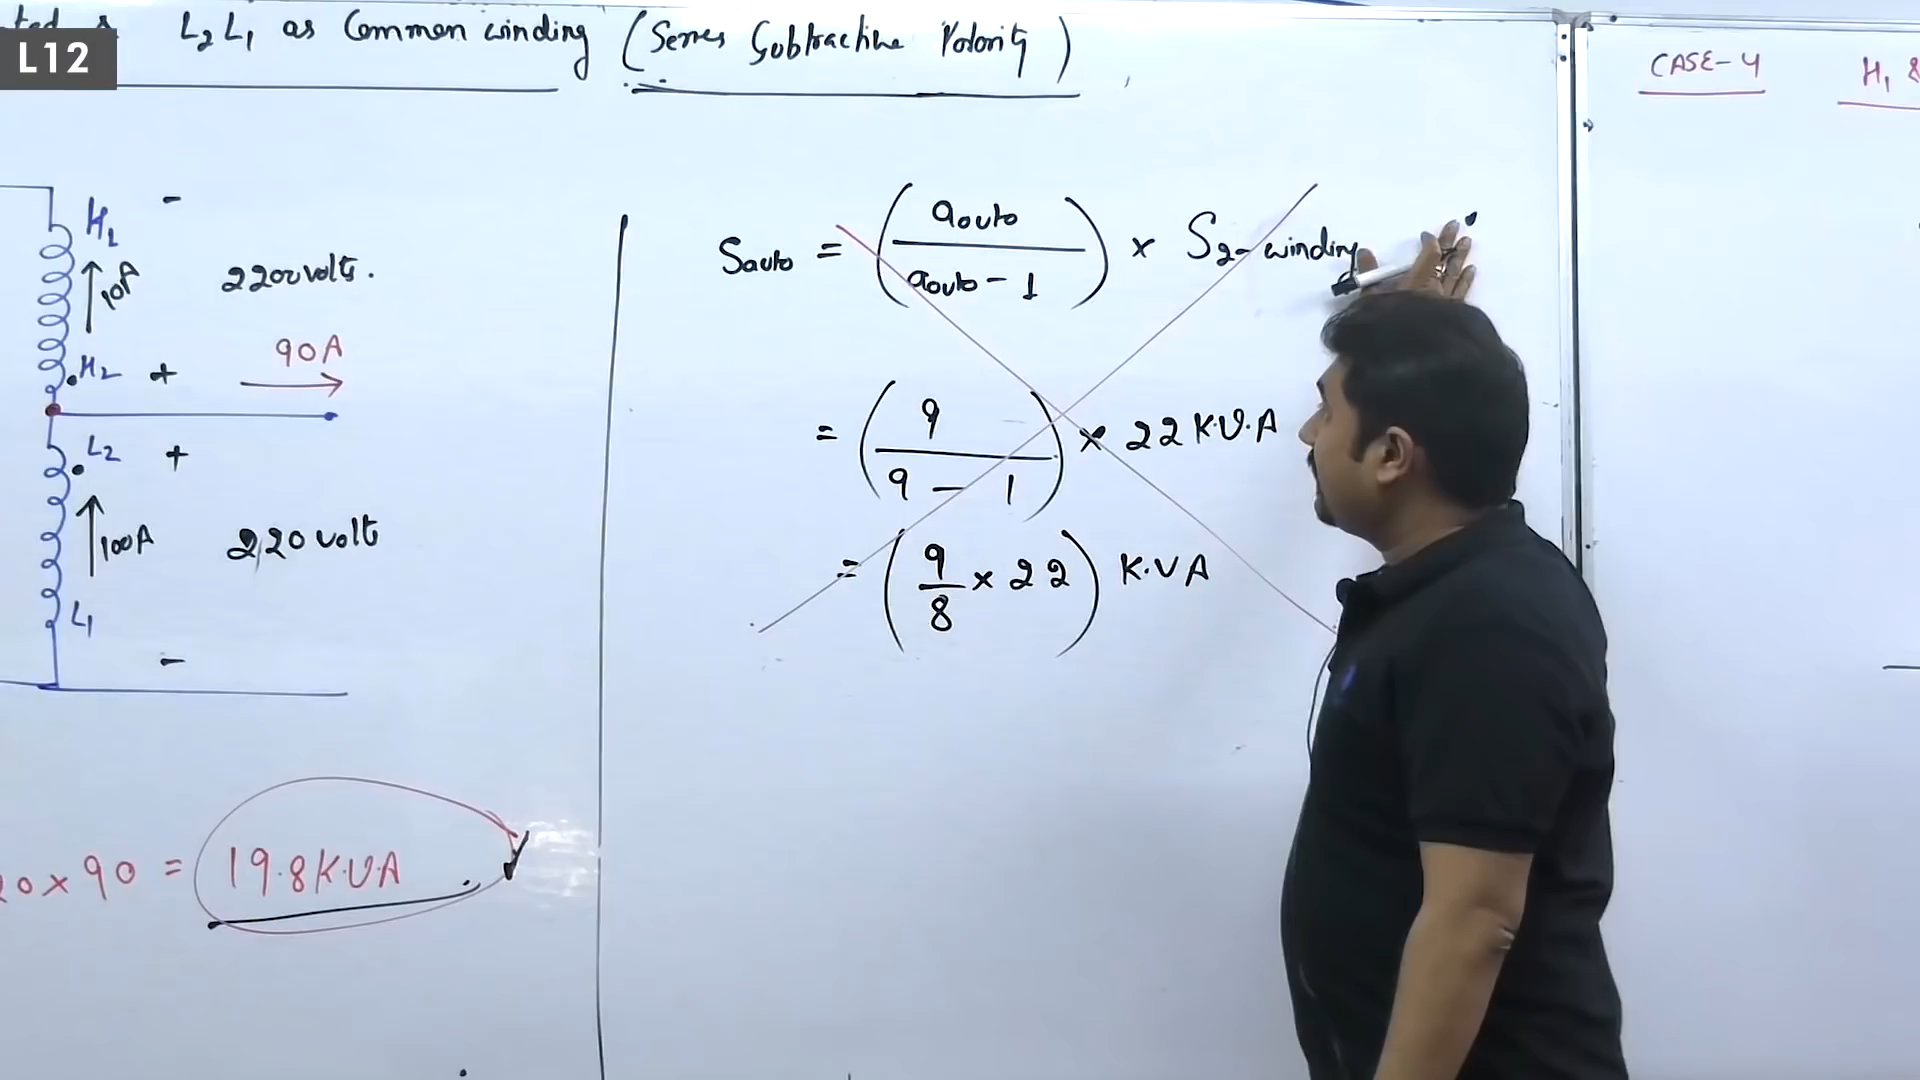 L12
L2 L1 as Common winding (Series Subtractive Polarity)
CASE-4 H1 &
H1 -
10A 2200 volts.
90A
H2 +
L2 +
100A 220 volt
L1
-
20 x 90 = 19.8 K.V.A
Sauto = (aauto / aauto - 1) x S2-winding
= (9 / 9 - 1) x 22 K.V.A
= (9/8 x 22) K.V.A